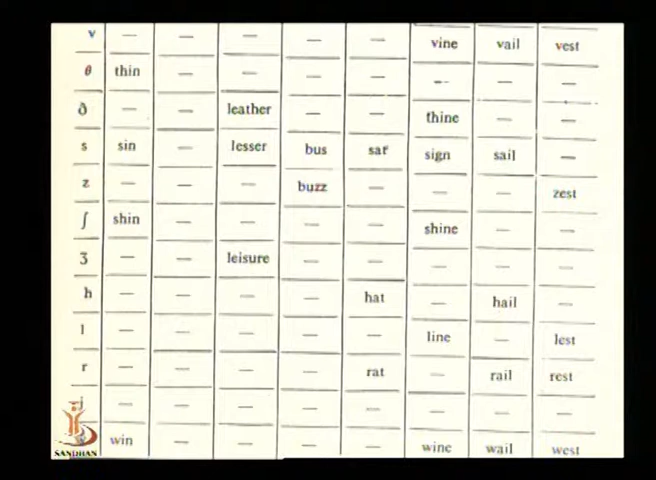 v — — — — — vine vail vest
θ thin — — — — — — —
ð — — leather — — thine — —
s sin — lesser bus sat sign sail —
z — — — buzz — — — zest
ʃ shin — — — — shine — —
ʒ — — leisure — — — — —
h — — — — hat — hail —
l — — — — — line — lest
r — — — — rat — rail rest
j — — — — — — — —
win — — — — wine wail west
SANDHAN